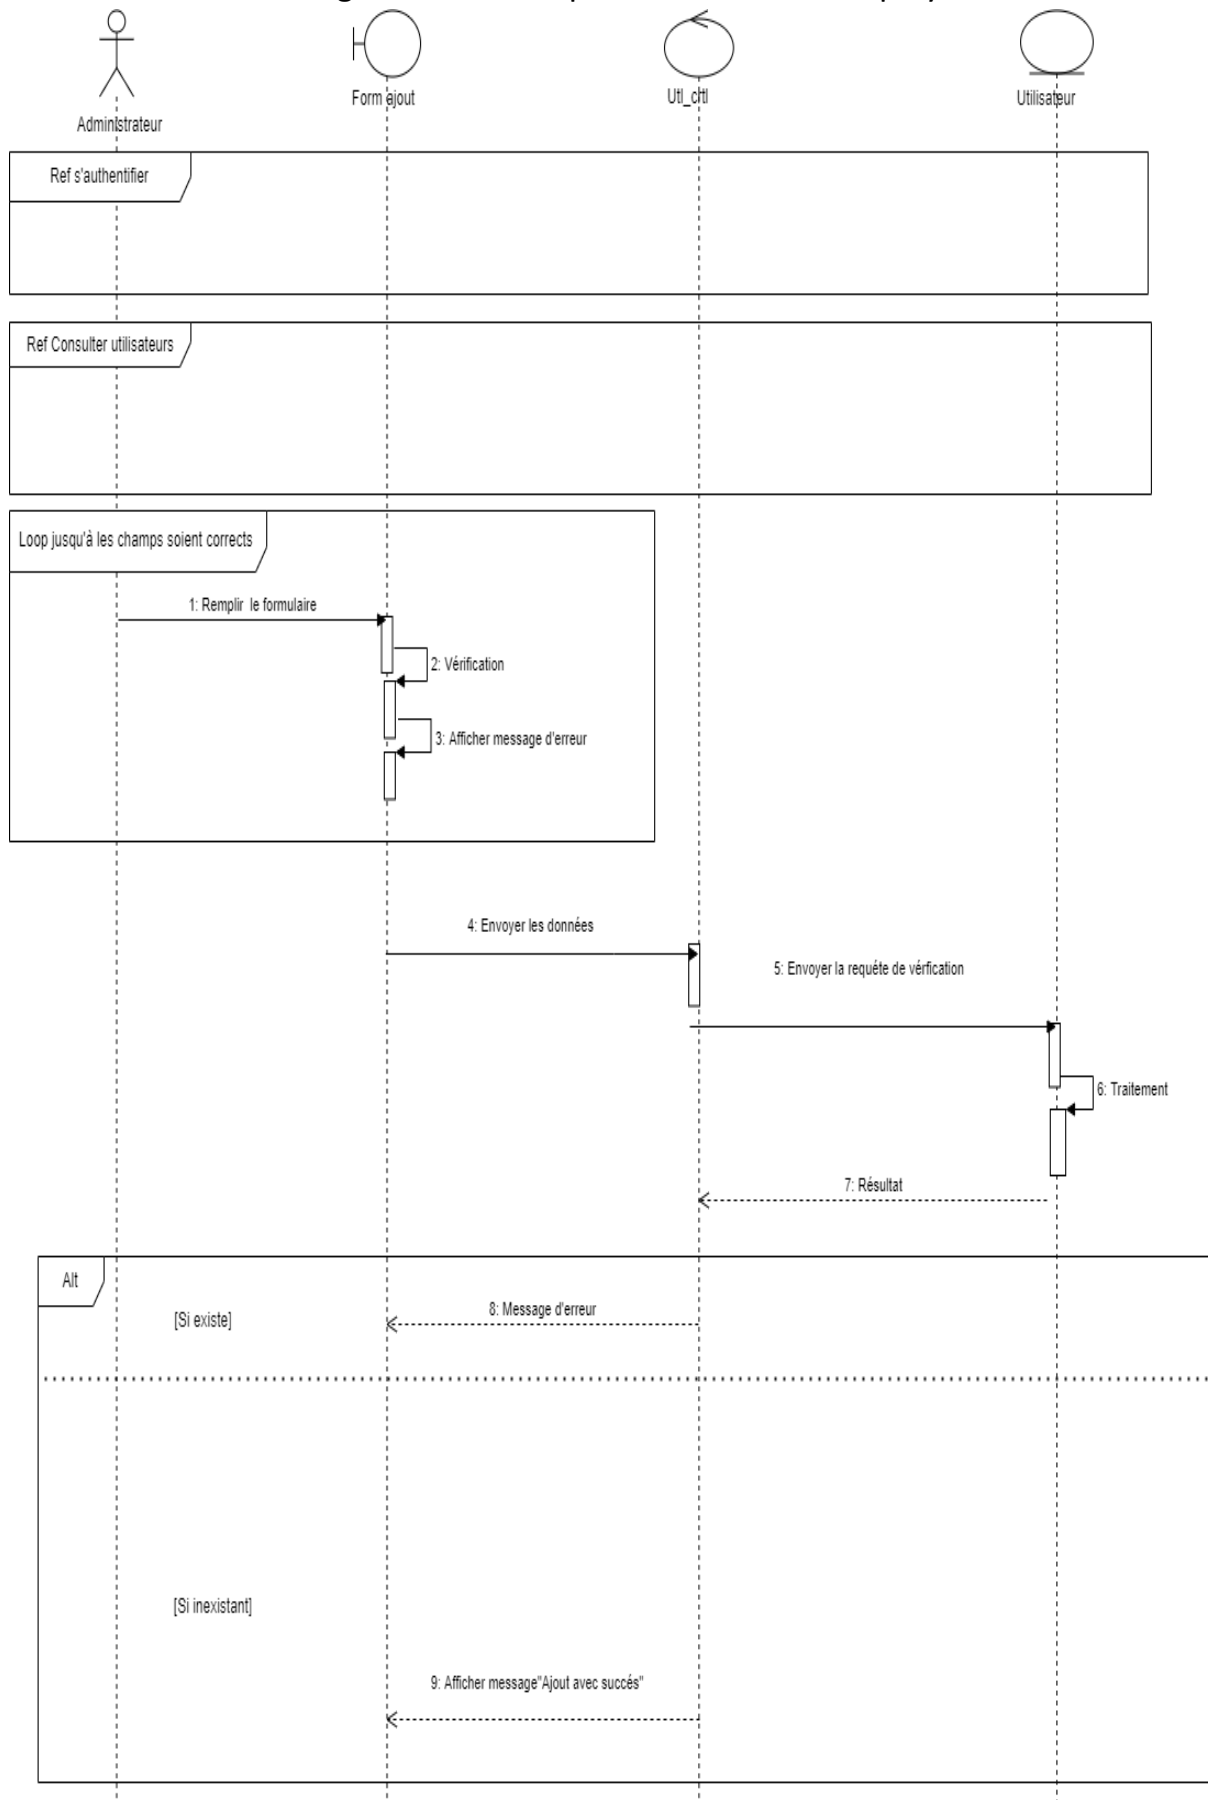 Form ajout
Utl_crtl
Utilisateur
Administrateur
Ref s'authentifier
Ref Consulter utilisateurs
Loop jusqu'à les champs soient corrects
1: Remplir le formulaire
2: Vérification
3: Afficher message d'erreur
4: Envoyer les données
5: Envoyer la requéte de vérfication
6: Traitement
7: Résultat
Alt
8: Message d'erreur
[Si existe]
[Si inexistant]
9: Afficher message"Ajout avec succés"